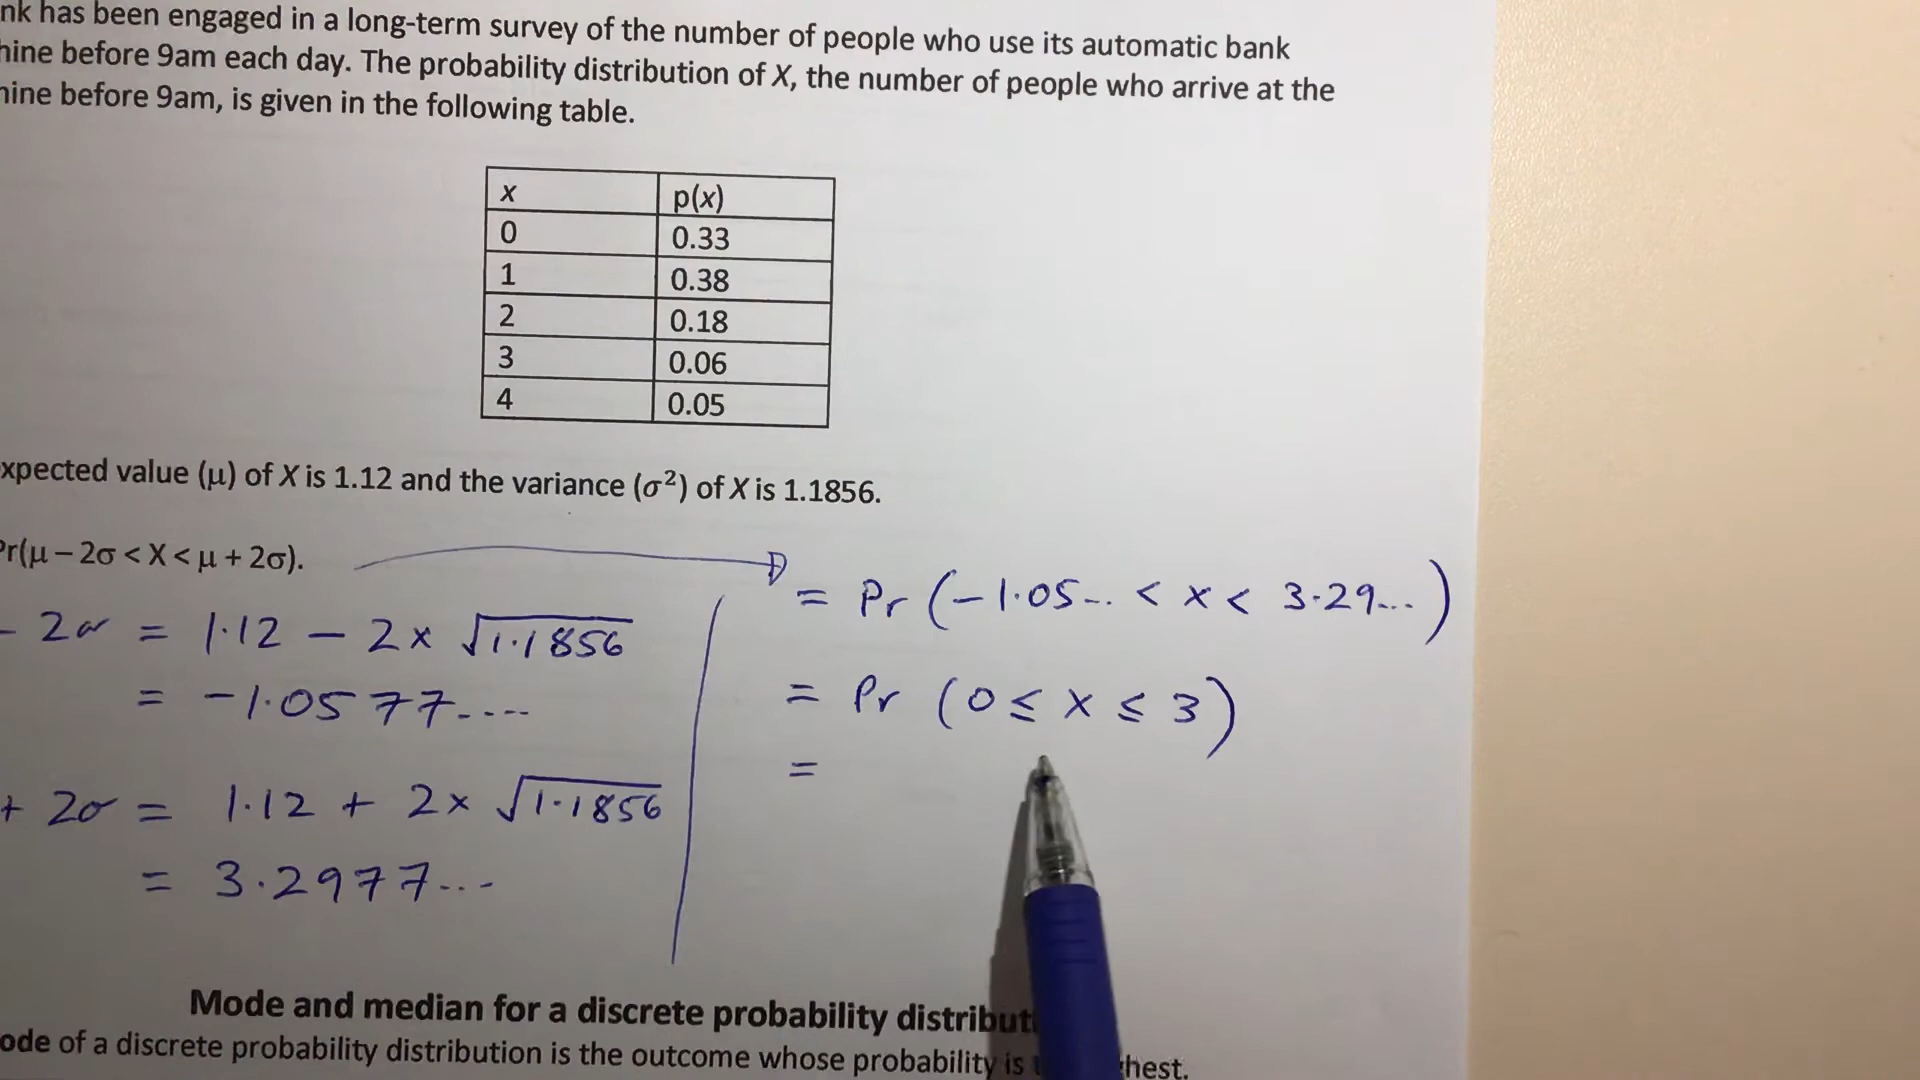 nk has been engaged in a long-term survey of the number of people who use its automatic bank
hine before 9am each day. The probability distribution of X, the number of people who arrive at the
hine before 9am, is given in the following table.
x p(x)
0 0.33
1 0.38
2 0.18
3 0.06
4 0.05
xpected value (μ) of X is 1.12 and the variance (σ²) of X is 1.1856.
Pr(μ – 2σ < X < μ + 2σ).
– 2σ = 1.12 – 2x √1.1856
= -1.0577....
+ 2σ = 1.12 + 2x √1.1856
= 3.2977...
= Pr (-1.05... < x < 3.29...)
= Pr (0 ≤ x ≤ 3)
=
Mode and median for a discrete probability distribut
ode of a discrete probability distribution is the outcome whose probability is hest.